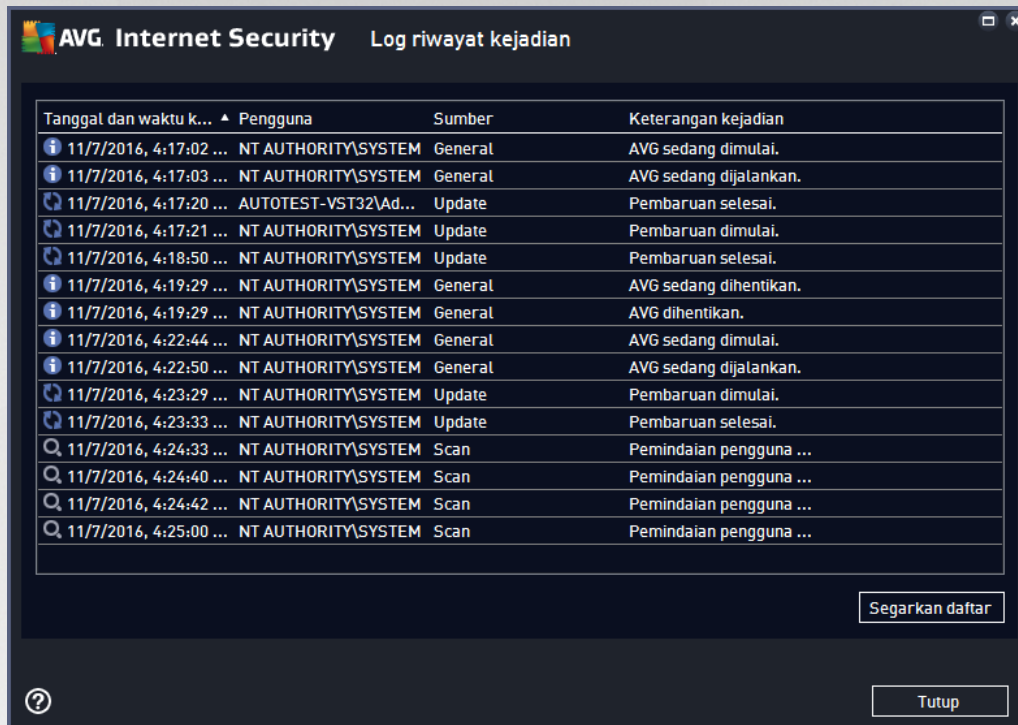 AVG Internet Security Log riwayat kejadian
Tanggal dan waktu k... Pengguna Sumber Keterangan kejadian
11/7/2016, 4:17:02 ... NT AUTHORITY\SYSTEM General AVG sedang dimulai.
11/7/2016, 4:17:03 ... NT AUTHORITY\SYSTEM General AVG sedang dijalankan.
11/7/2016, 4:17:20 ... AUTOTEST-VST32\Ad... Update Pembaruan selesai.
11/7/2016, 4:17:21 ... NT AUTHORITY\SYSTEM Update Pembaruan dimulai.
11/7/2016, 4:18:50 ... NT AUTHORITY\SYSTEM Update Pembaruan selesai.
11/7/2016, 4:19:29 ... NT AUTHORITY\SYSTEM General AVG sedang dihentikan.
11/7/2016, 4:19:29 ... NT AUTHORITY\SYSTEM General AVG dihentikan.
11/7/2016, 4:22:44 ... NT AUTHORITY\SYSTEM General AVG sedang dimulai.
11/7/2016, 4:22:50 ... NT AUTHORITY\SYSTEM General AVG sedang dijalankan.
11/7/2016, 4:23:29 ... NT AUTHORITY\SYSTEM Update Pembaruan dimulai.
11/7/2016, 4:23:33 ... NT AUTHORITY\SYSTEM Update Pembaruan selesai.
11/7/2016, 4:24:33 ... NT AUTHORITY\SYSTEM Scan Pemindaian pengguna ...
11/7/2016, 4:24:40 ... NT AUTHORITY\SYSTEM Scan Pemindaian pengguna ...
11/7/2016, 4:24:42 ... NT AUTHORITY\SYSTEM Scan Pemindaian pengguna ...
11/7/2016, 4:25:00 ... NT AUTHORITY\SYSTEM Scan Pemindaian pengguna ...
Segarkan daftar
Tutup